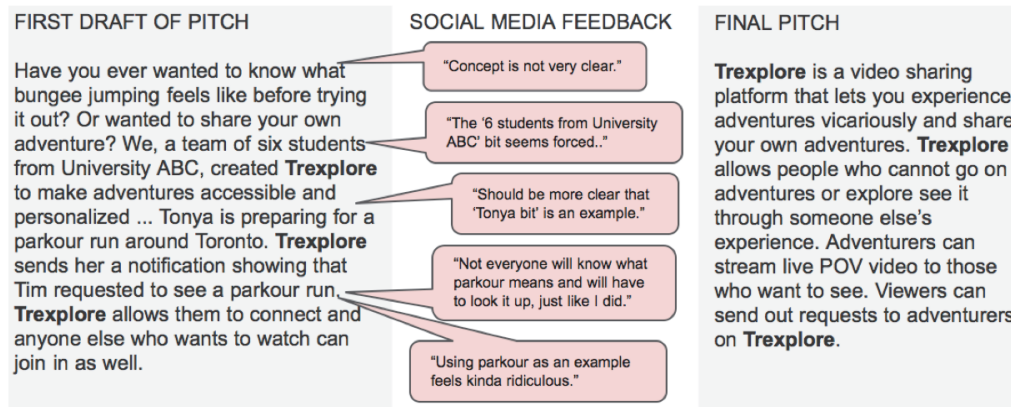 FIRST DRAFT OF PITCH
Have you ever wanted to know what
bungee jumping feels like before trying
it out? Or wanted to share your own
adventure? We, a team of six students
from University ABC, created Trexplore
to make adventures accessible and
personalized ... Tonya is preparing for a
parkour run around Toronto. Trexplore
sends her a notification showing that
Tim requested to see a parkour run.
Trexplore allows them to connect and
anyone else who wants to watch can
join in as well.
SOCIAL MEDIA FEEDBACK
“Concept is not very clear.”
“The ‘6 students from University
ABC’ bit seems forced..”
“Should be more clear that
‘Tonya bit’ is an example.”
“Not everyone will know what
parkour means and will have
to look it up, just like I did.”
“Using parkour as an example
feels kinda ridiculous.”
FINAL PITCH
Trexplore is a video sharing
platform that lets you experience
adventures vicariously and share
your own adventures. Trexplore
allows people who cannot go on
adventures or explore see it
through someone else’s
experience. Adventurers can
stream live POV video to those
who want to see. Viewers can
send out requests to adventurers
on Trexplore.